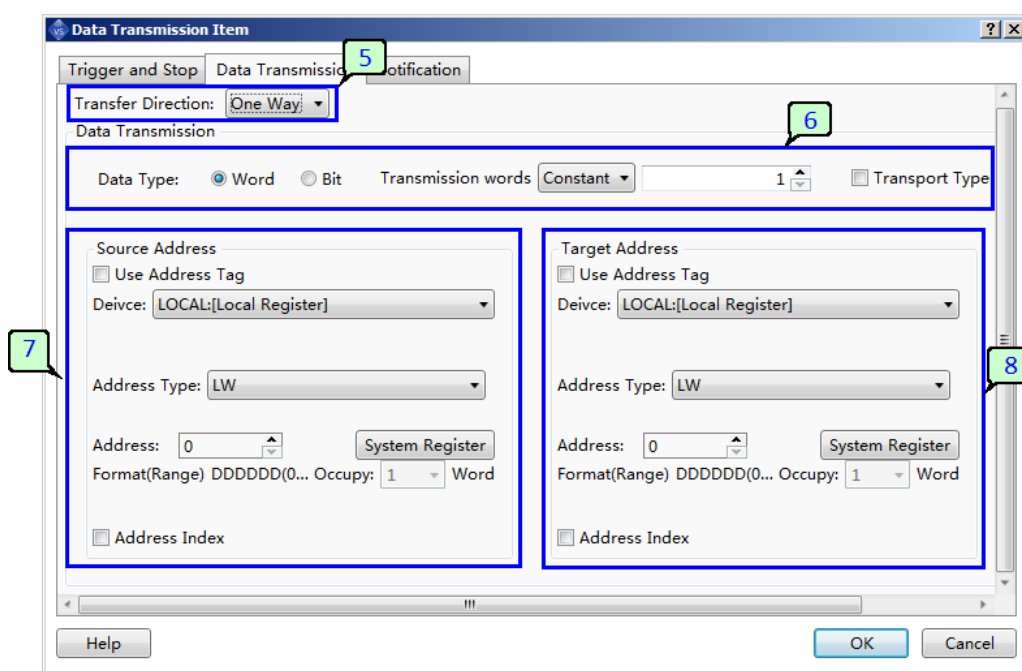 Data Transmission Item
5
Trigger and Stop Data Transmissio Notification
Transfer Direction: One Way
Data Transmission
6
Data Type: Word Bit Transmission words Constant 1 Transport Type
Source Address
Use Address Tag
Deivce: LOCAL:[Local Register]
Address Type: LW
Address: 0 System Register
Format(Range) DDDDDD(0... Occupy: 1 Word
Address Index
7
Target Address
Use Address Tag
Deivce: LOCAL:[Local Register]
Address Type: LW
Address: 0 System Register
Format(Range) DDDDDD(0... Occupy: 1 Word
Address Index
8
Help OK Cancel